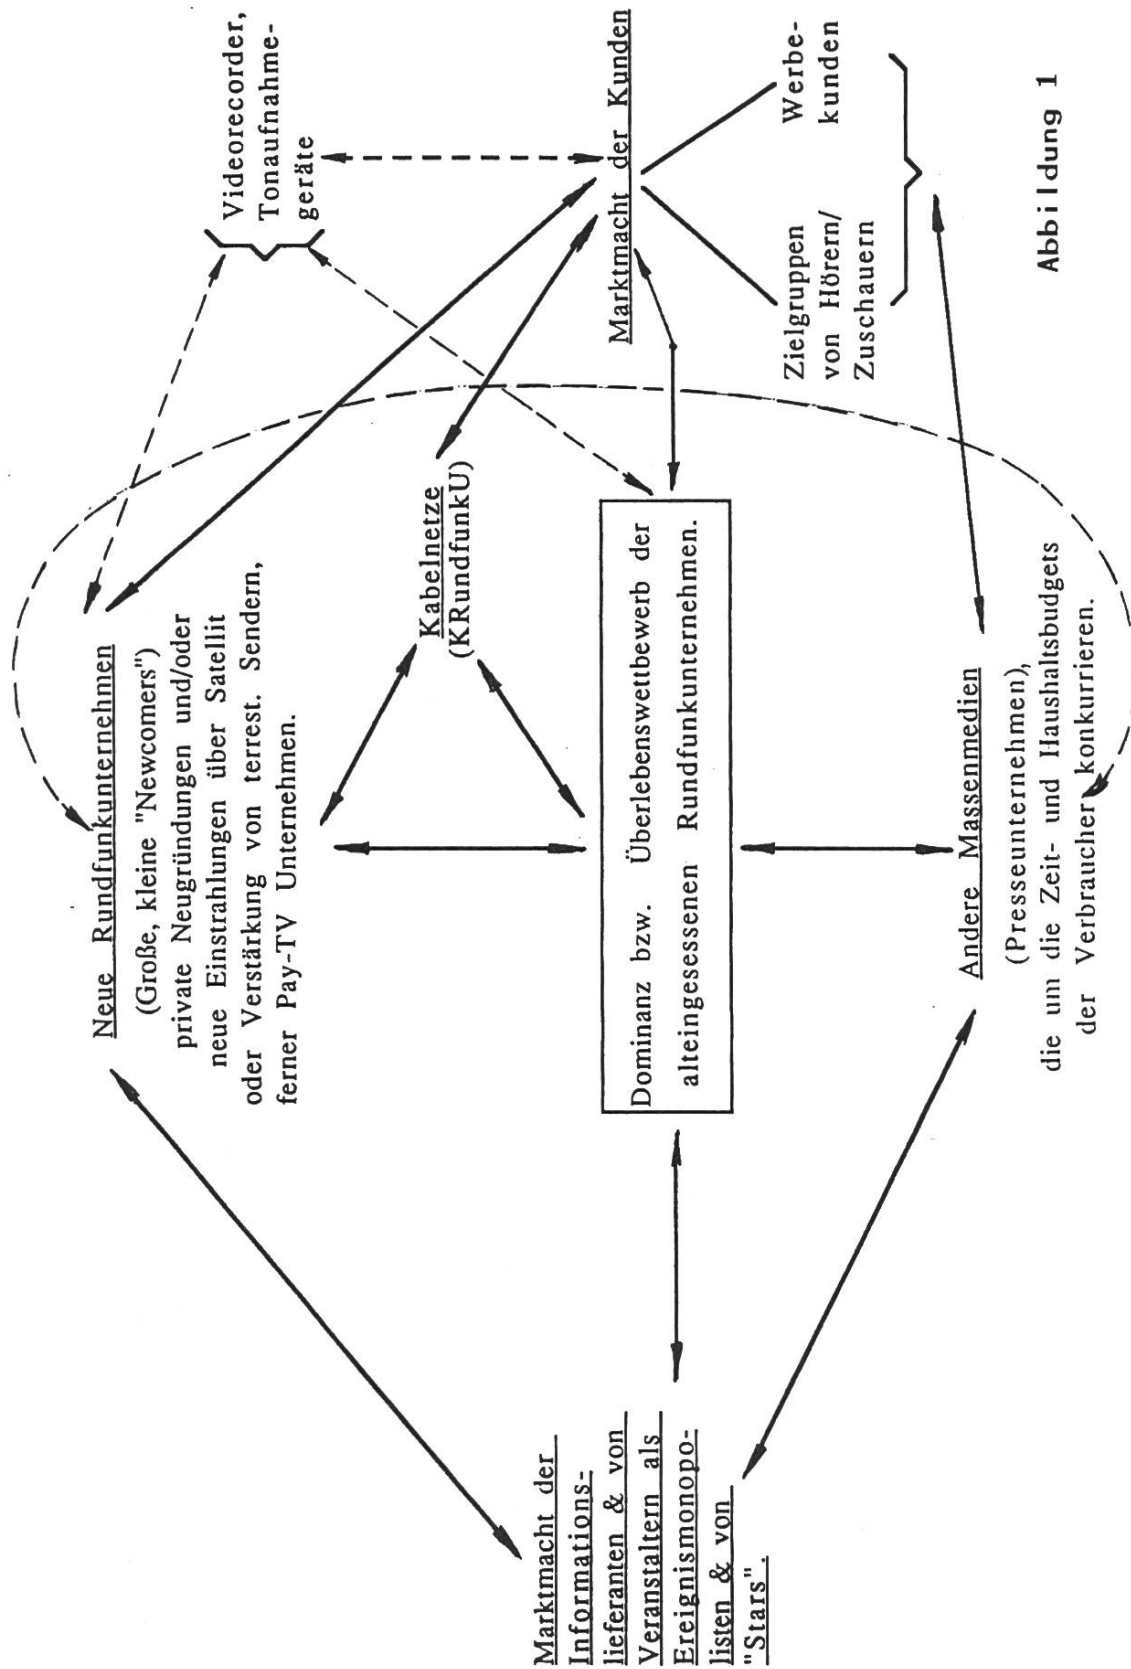 Neue Rundfunkunternehmen
(Große, kleine "Newcomers")
private Neugründungen und/oder
neue Einstrahlungen über Satellit
oder Verstärkung von terrest. Sendern,
ferner Pay-TV Unternehmen.
Videorecorder,
Tonaufnahme-
geräte
Kabelnetze
(KRundfunkU)
Marktmacht der
Informations-
lieferanten & von
Veranstaltern als
Ereignismonopo-
listen & von
"Stars".
Dominanz bzw. Überlebenswettbewerb der
alteingesessenen Rundfunkunternehmen.
Marktmacht der Kunden
Zielgruppen
von Hörern/
Zuschauern
Werbe-
kunden
Andere Massenmedien
(Presseunternehmen),
die um die Zeit- und Haushaltsbudgets
der Verbraucher konkurrieren.
Abbildung 1